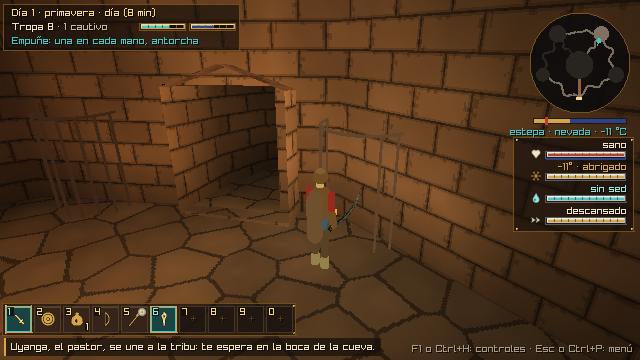 Día 1 · primavera · día (8 min)
Tropa 8 · 1 cautivo
Empuñe: una en cada mano, antorcha
estepa · nevada · -11 °C
sano
-11° · abrigado
sin sed
descansado
1 2 3 4 5 6 7 8 9 0
1
Uyanga, el pastor, se une a la tribu: te espera en la boca de la cueva.
F1 o Ctrl+H: controles · Esc o Ctrl+P: menú